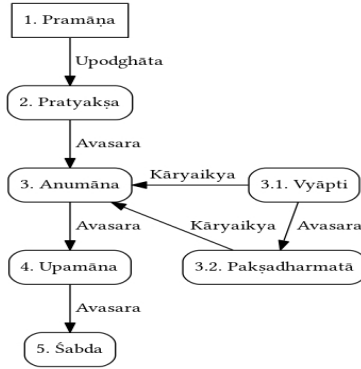 1. Pramāṇa
Upodghāta
2. Pratyakṣa
Avasara
3. Anumāna
Kāryaikya
3.1. Vyāpti
Avasara
Kāryaikya
Avasara
4. Upamāna
3.2. Pakṣadharmatā
Avasara
5. Śabda